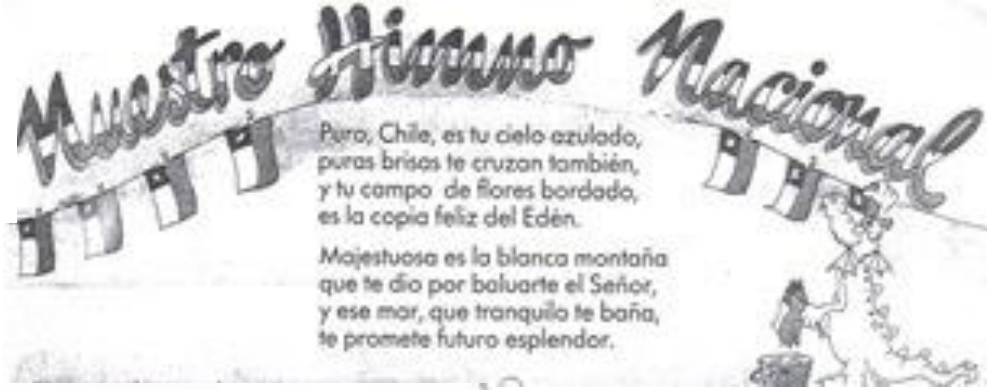 Nuestro Himno Nacional
Puro, Chile, es tu cielo azulado,
puras brisas te cruzan también,
y tu campo de flores bordado,
es la copia feliz del Edén.
Majestuosa es la blanca montaña
que te dio por baluarte el Señor,
y ese mar, que tranquilo te baña,
te promete futuro esplendor.